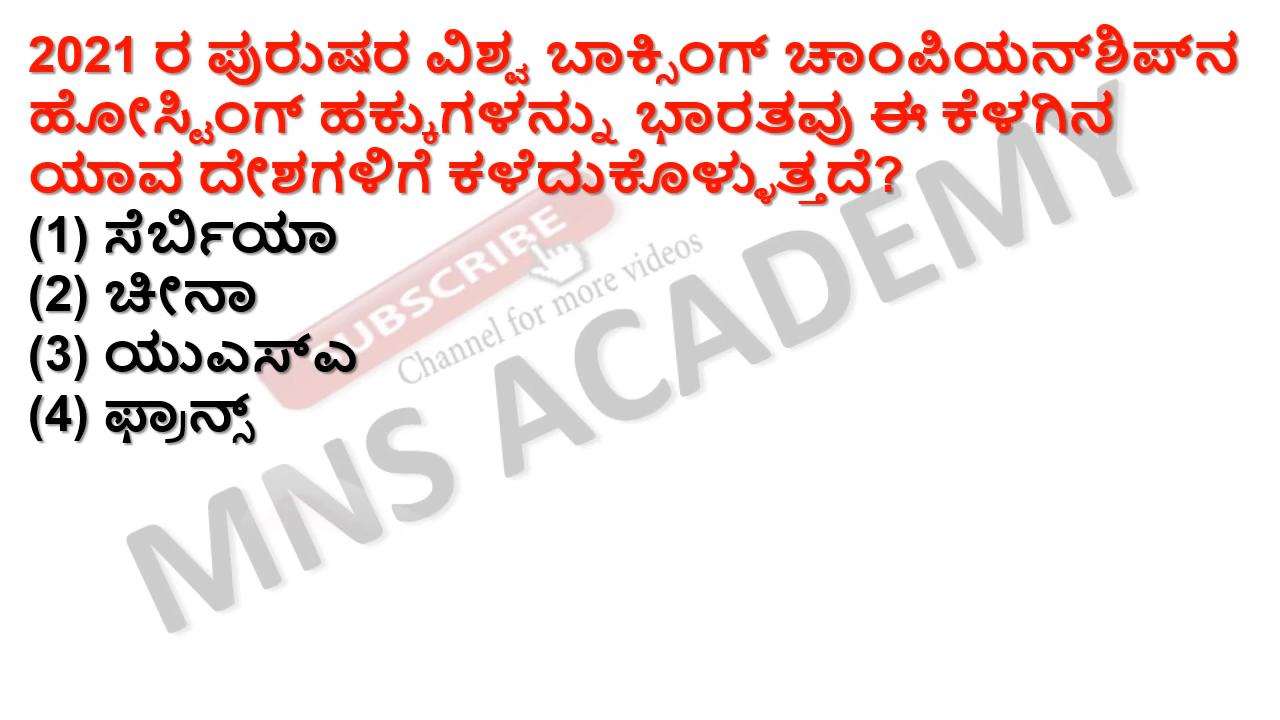 2021 ರ ಪುರುಷರ ವಿಶ್ವ ಬಾಕ್ಸಿಂಗ್ ಚಾಂಪಿಯನ್‌ಶಿಪ್‌ನ
ಹೋಸ್ಟಿಂಗ್ ಹಕ್ಕುಗಳನ್ನು ಭಾರತವು ಈ ಕೆಳಗಿನ
ಯಾವ ದೇಶಗಳಿಗೆ ಕಳೆದುಕೊಳ್ಳುತ್ತದೆ?
(1) ಸೆರ್ಬಿಯಾ
(2) ಚೀನಾ
(3) ಯುಎಸ್ಎ
(4) ಫ್ರಾನ್ಸ್
SUBSCRIBE
Channel for more videos
MNS ACADEMY